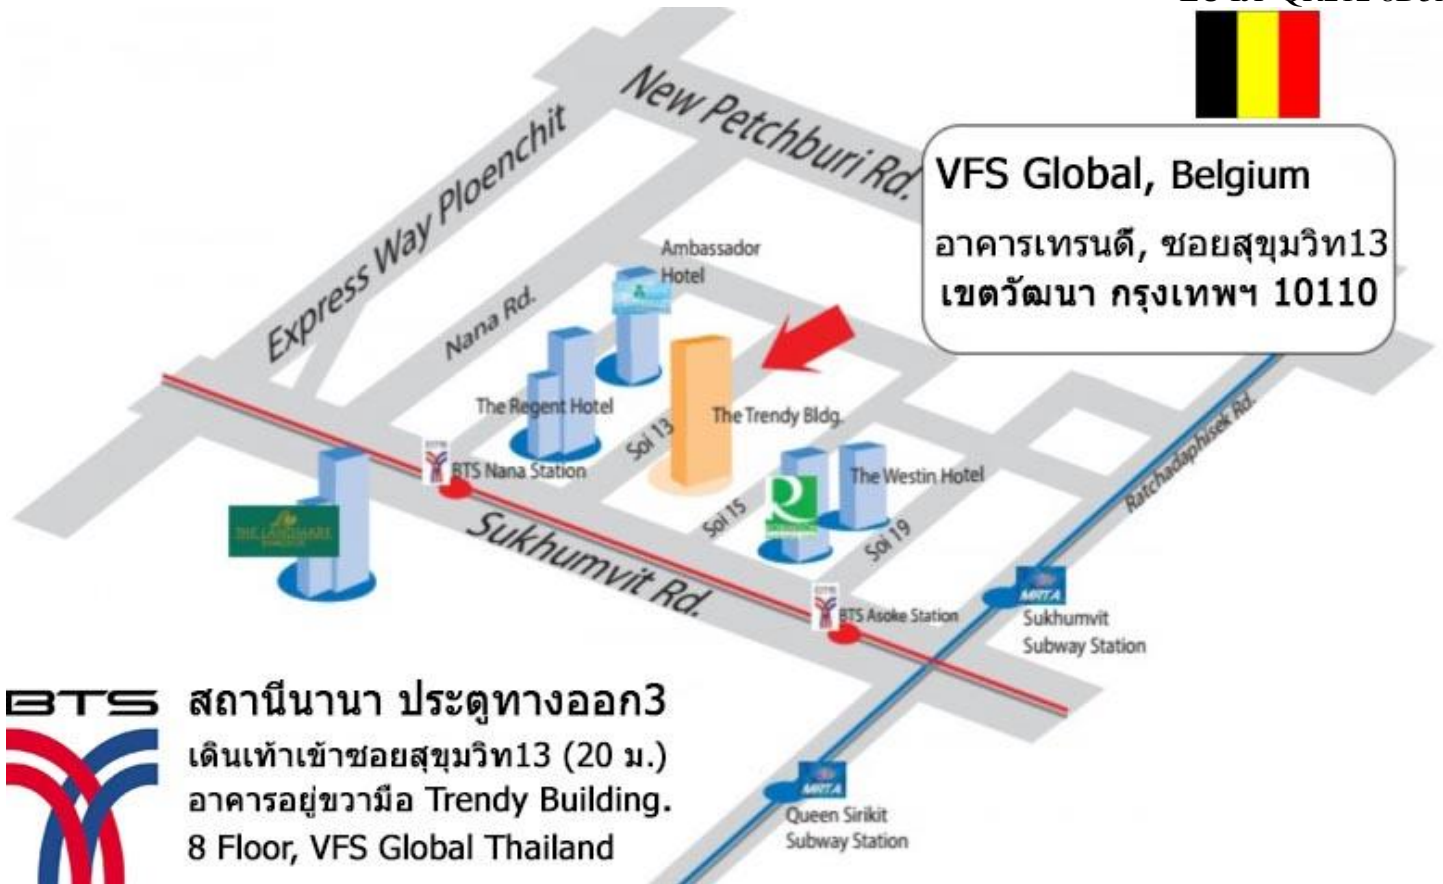 New Petchburi Rd.
Express Way Ploenchit
VFS Global, Belgium
อาคารเทรนดี้, ซอยสุขุมวิท13
เขตวัฒนา กรุงเทพฯ 10110
Ambassador
Hotel
Nana Rd.
The Regent Hotel
Soi 13
The Trendy Bldg.
BTS Nana Station
The Westin Hotel
Ratchadaphisek Rd.
Soi 15
Soi 19
THE LANDMARK
Sukhumvit Rd.
BTS Asoke Station
MRTA
Sukhumvit
Subway Station
MRTA
Queen Sirikit
Subway Station
BTS
สถานีนานา ประตูทางออก3
เดินเท้าเข้าซอยสุขุมวิท13 (20 ม.)
อาคารอยู่ขวามือ Trendy Building.
8 Floor, VFS Global Thailand